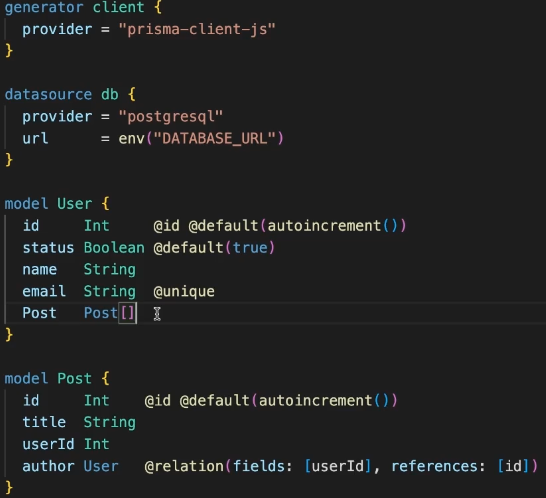 generator client {
  provider = "prisma-client-js"
}

datasource db {
  provider = "postgresql"
  url      = env("DATABASE_URL")
}

model User {
  id     Int     @id @default(autoincrement())
  status Boolean @default(true)
  name   String
  email  String  @unique
  Post   Post[]
}

model Post {
  id     Int    @id @default(autoincrement())
  title  String
  userId Int
  author User   @relation(fields: [userId], references: [id])
}